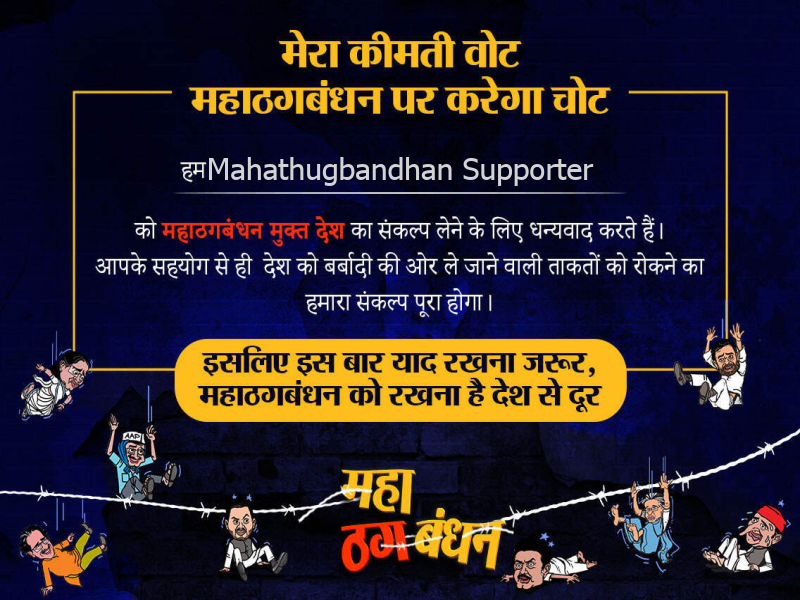 मेरा कीमती वोट
महाठगबंधन पर करेगा चोट
हमMahathugbandhan Supporter
को महाठगबंधन मुक्त देश का संकल्प लेने के लिए धन्यवाद करते हैं।
आपके सहयोग से ही देश को बर्बादी की ओर ले जाने वाली ताकतों को रोकने का
हमारा संकल्प पूरा होगा।
इसलिए इस बार याद रखना जरूर,
महाठगबंधन को रखना है देश से दूर
AAP
महा
ठगबंधन